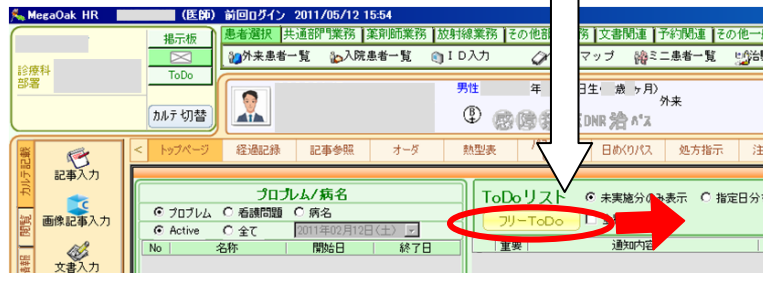 MegaOak HR (医師) 前回ログイン 2011/05/12 15:54
掲示板 患者選択 共通部門業務 薬剤師業務 放射線業務 その他部 務 文書関連 予約関連 その他一
外来患者一覧 入院患者一覧 ID入力 マップ ミニ患者一覧
診療科
部署
ToDo
カルテ切替
男性 年 日生 歳 ヶ月)
外来
B 感 障 DNR 治 パス
カルテ記載 記事入力
< トップページ 経過記録 記事参照 オーダ 熱型表 日めくりパス 処方指示 注
プロブレム/病名
ToDoリスト 未実施分のみ表示 指定日分
閲覧 画像記事入力
プロブレム 看護問題 病名
フリーToDo
Active 全て 2011年02月12日(土)
No 名称 開始日 終了日
重要 通知内容
文書入力